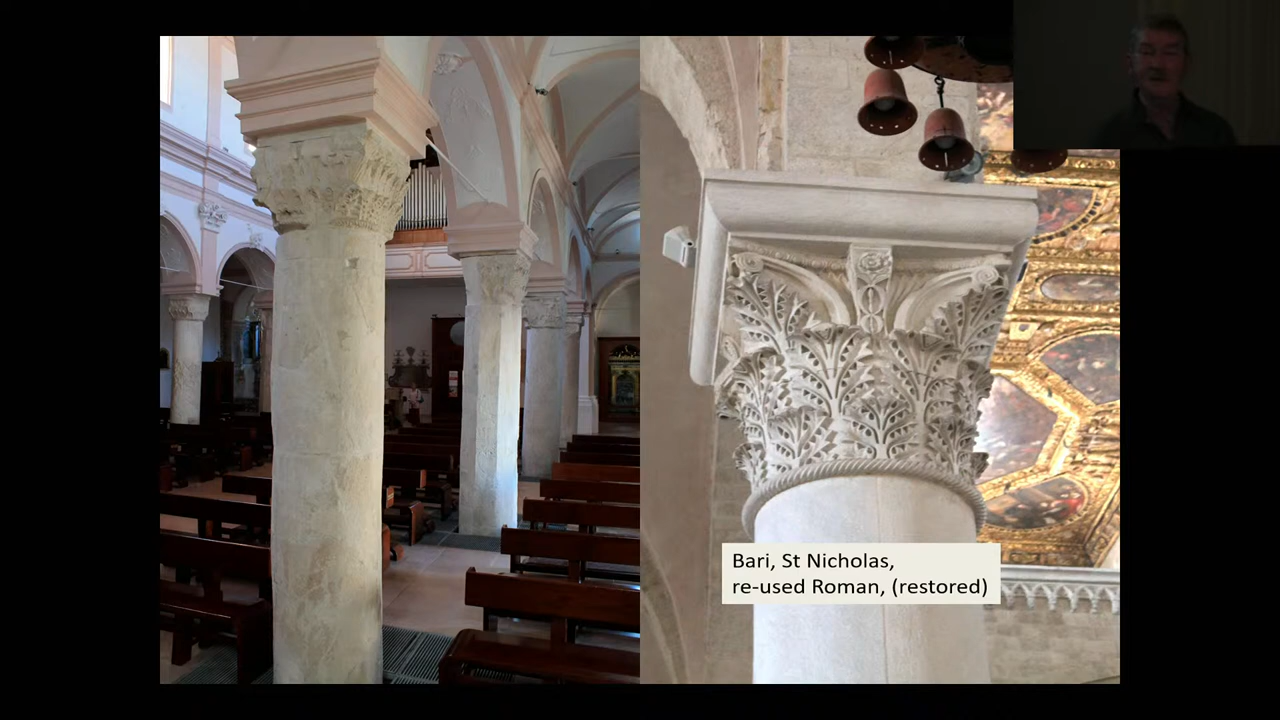 Bari, St Nicholas,
re-used Roman, (restored)